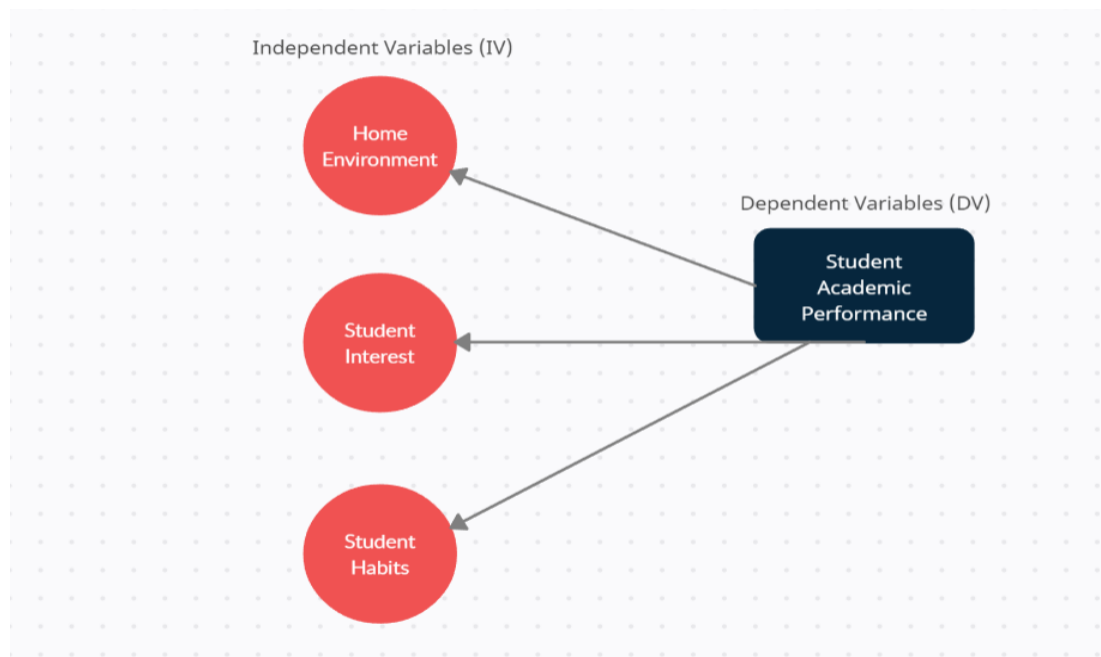 Independent Variables (IV)
Home
Environment
Dependent Variables (DV)
Student
Academic
Performance
Student
Interest
Student
Habits